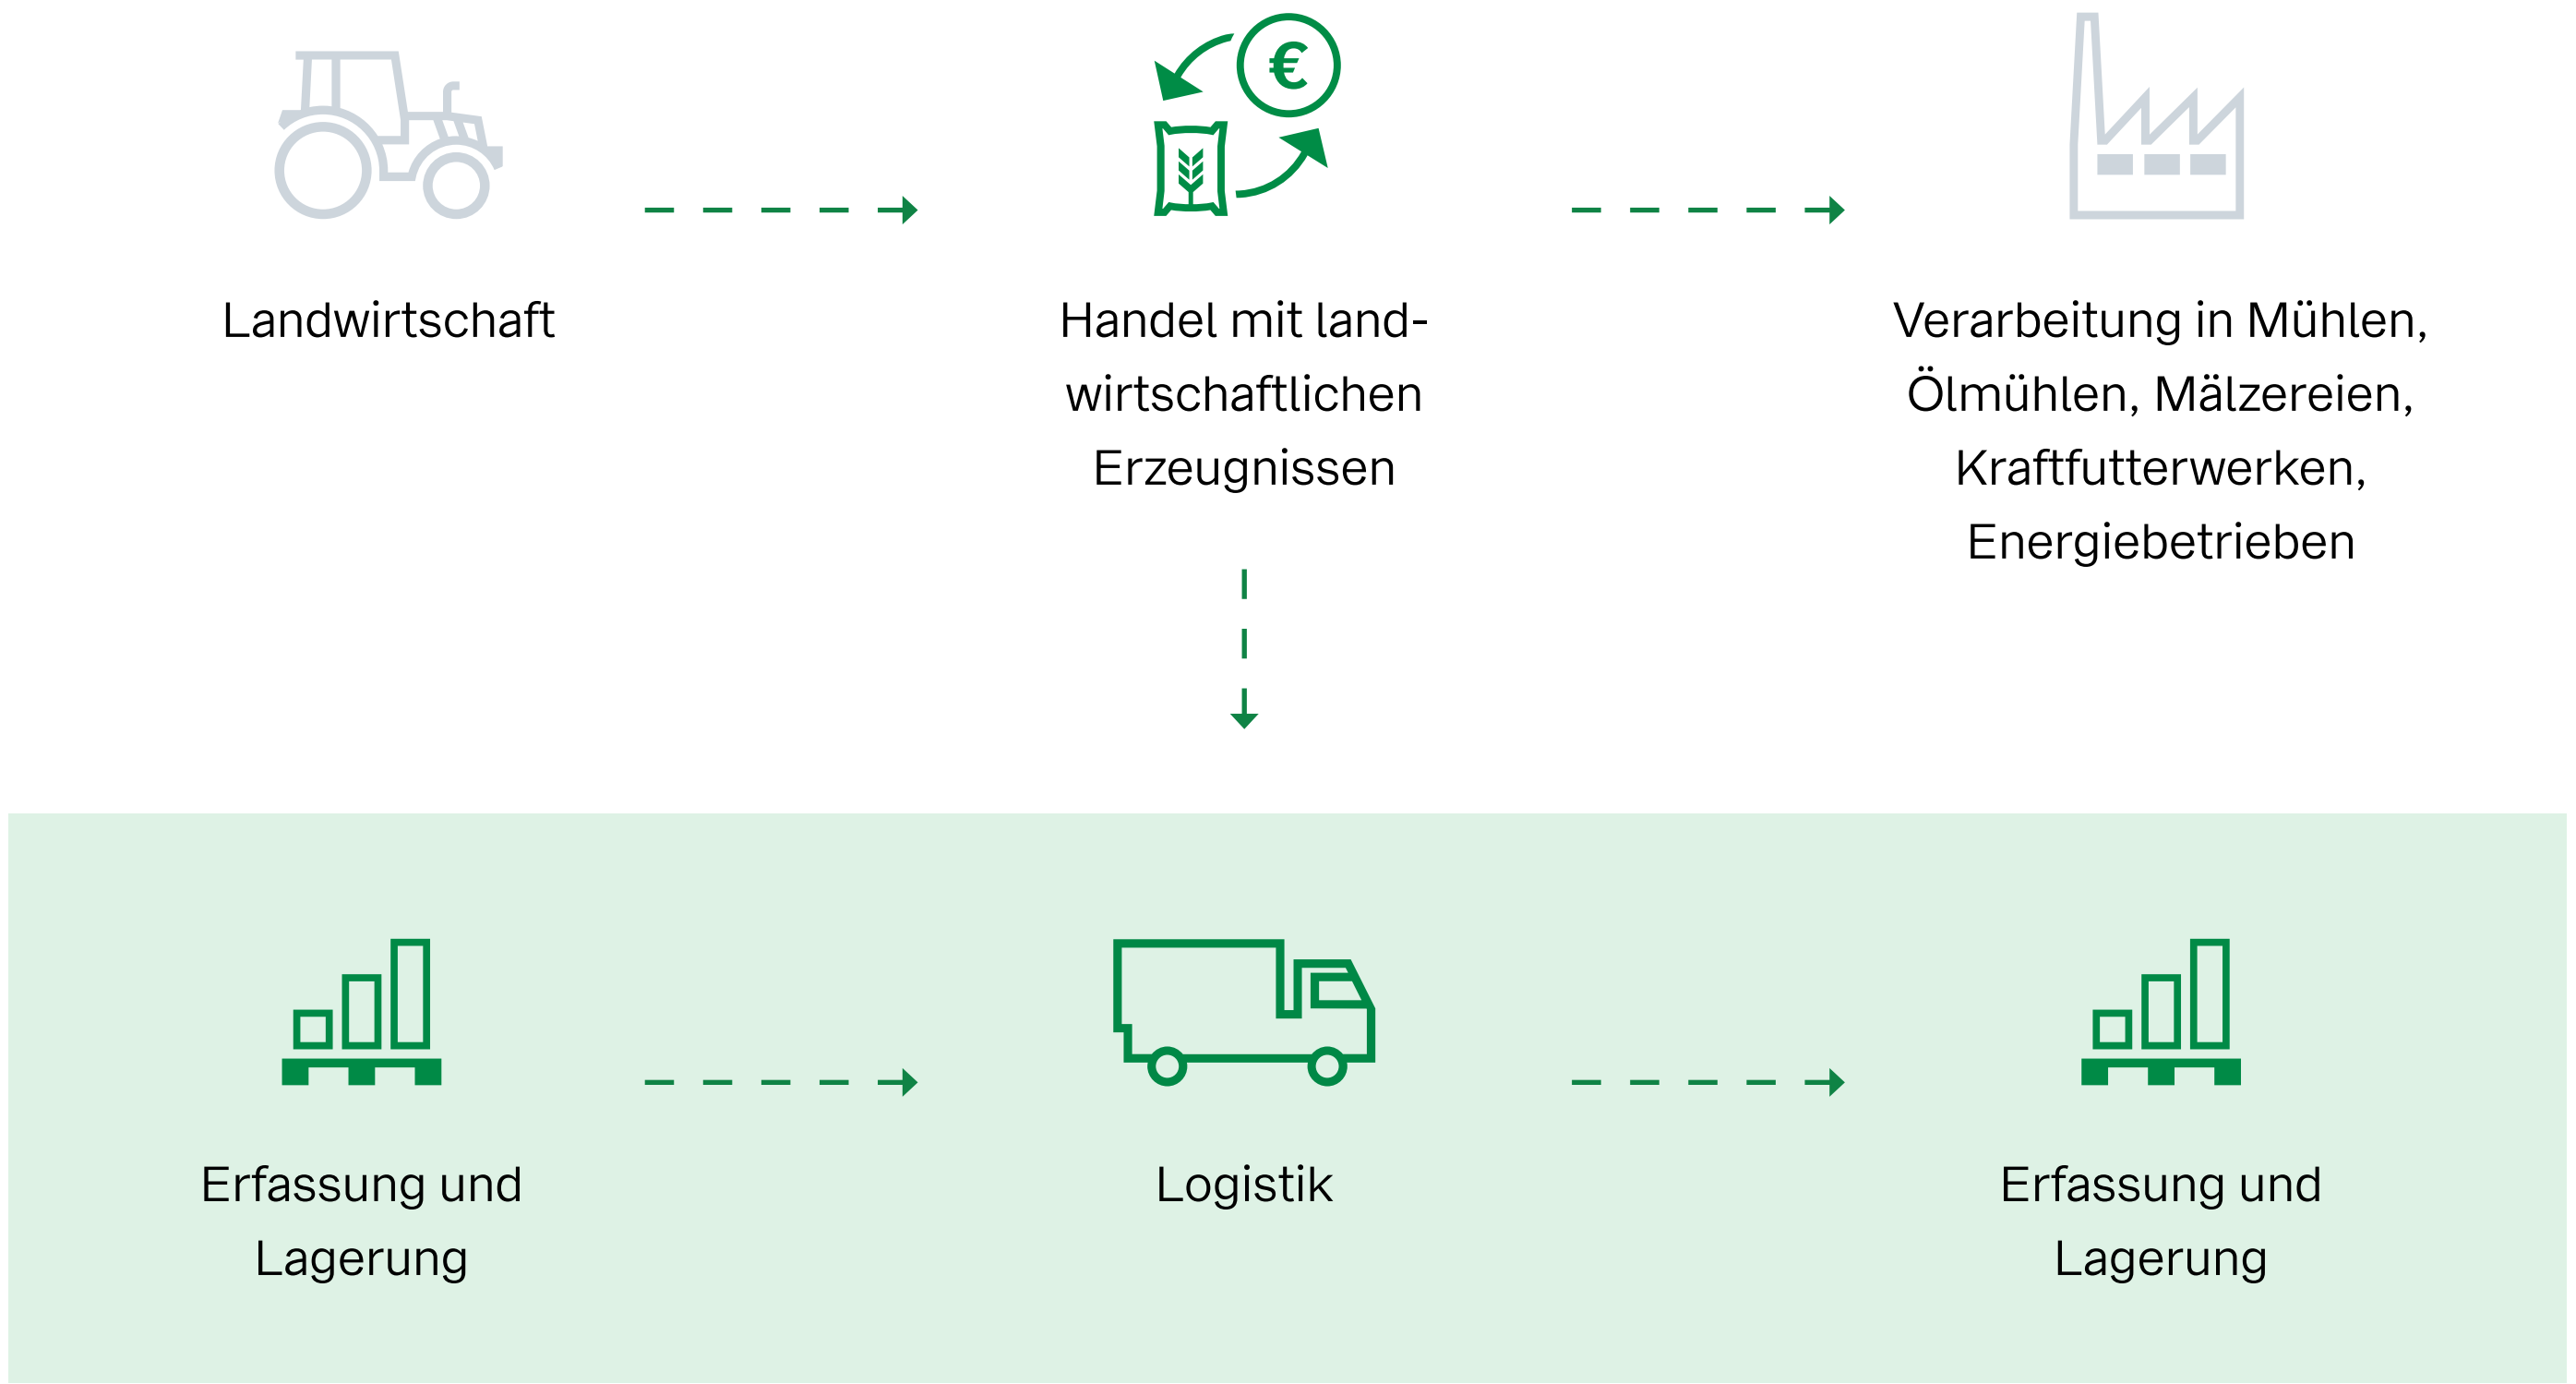 €
Landwirtschaft
Handel mit land-
wirtschaftlichen
Erzeugnissen
Verarbeitung in Mühlen,
Ölmühlen, Mälzereien,
Kraftfutterwerken,
Energiebetrieben
Erfassung und
Lagerung
Logistik
Erfassung und
Lagerung